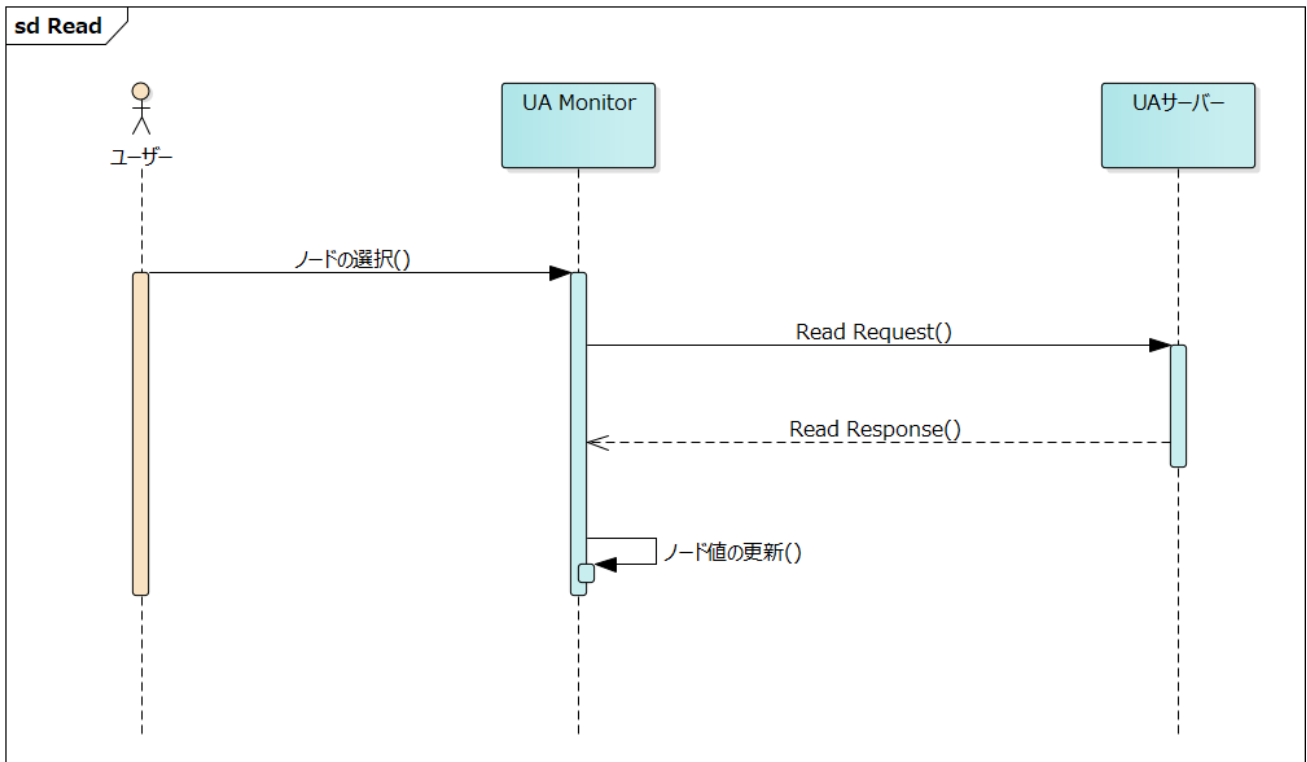 sd Read
ユーザー
UA Monitor
UAサーバー
ノードの選択()
Read Request()
Read Response()
ノード値の更新()